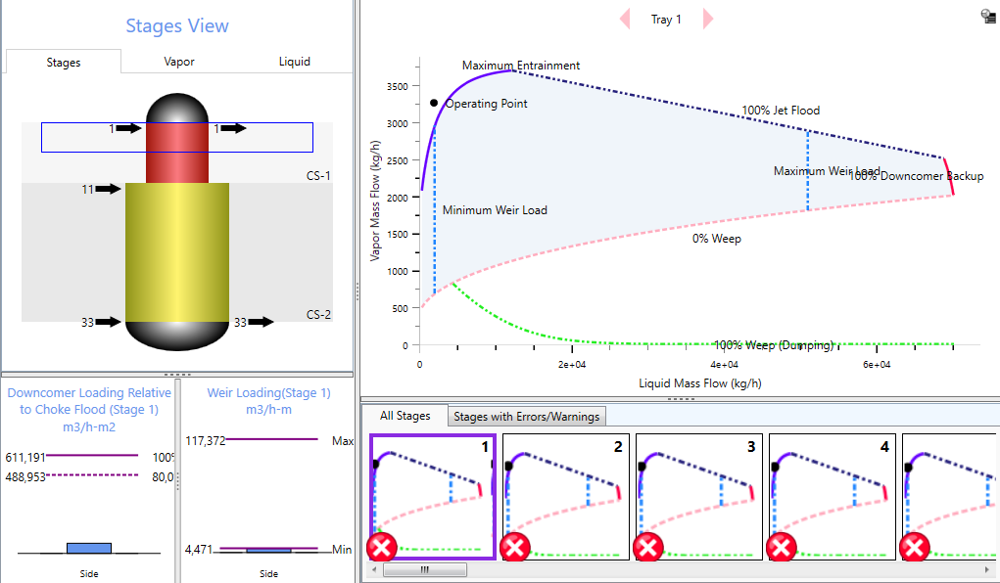 Stages View
Stages
Vapor
Liquid
1
1
CS-1
11
CS-2
33
33
Downcomer Loading Relative
to Choke Flood (Stage 1)
m3/h-m2
611,191
100%
488,953
80,0
Side
Weir Loading(Stage 1)
m3/h-m
117,372
Max
4,471
Min
Side
Tray 1
Vapor Mass Flow (kg/h)
3500
3000
2500
2000
1500
1000
500
0
Maximum Entrainment
Operating Point
100% Jet Flood
Maximum Weir Load
100% Downcomer Backup
Minimum Weir Load
0% Weep
100% Weep (Dumping)
0
2e+04
4e+04
6e+04
Liquid Mass Flow (kg/h)
All Stages
Stages with Errors/Warnings
1
2
3
4